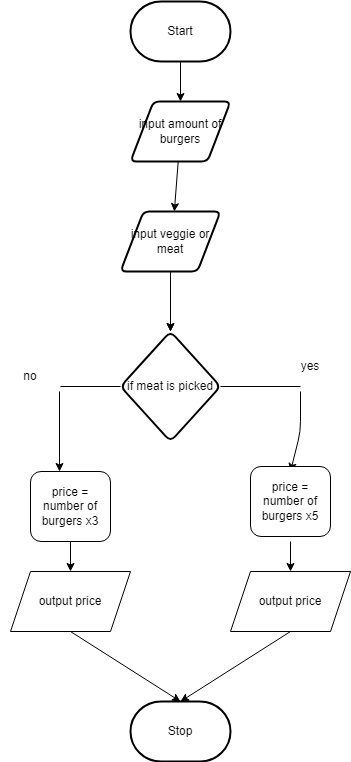 Start
input amount of
burgers
input veggie or
meat
if meat is picked
no
yes
price =
number of
burgers x3
price =
number of
burgers x5
output price
output price
Stop